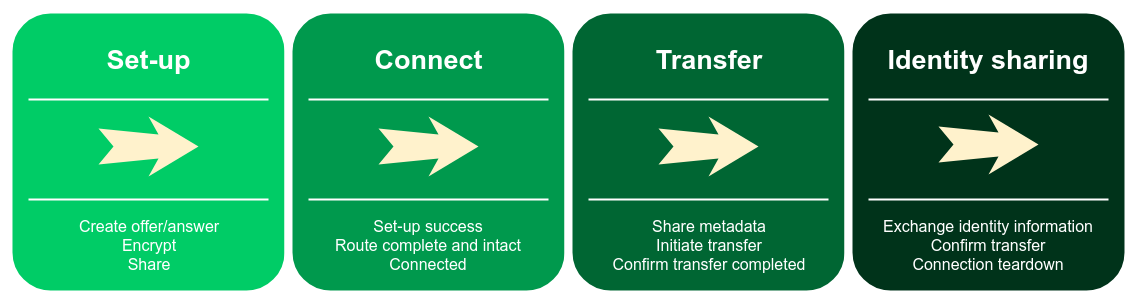 Set-up
Create offer/answer
Encrypt
Share
Connect
Set-up success
Route complete and intact
Connected
Transfer
Share metadata
Initiate transfer
Confirm transfer completed
Identity sharing
Exchange identity information
Confirm transfer
Connection teardown